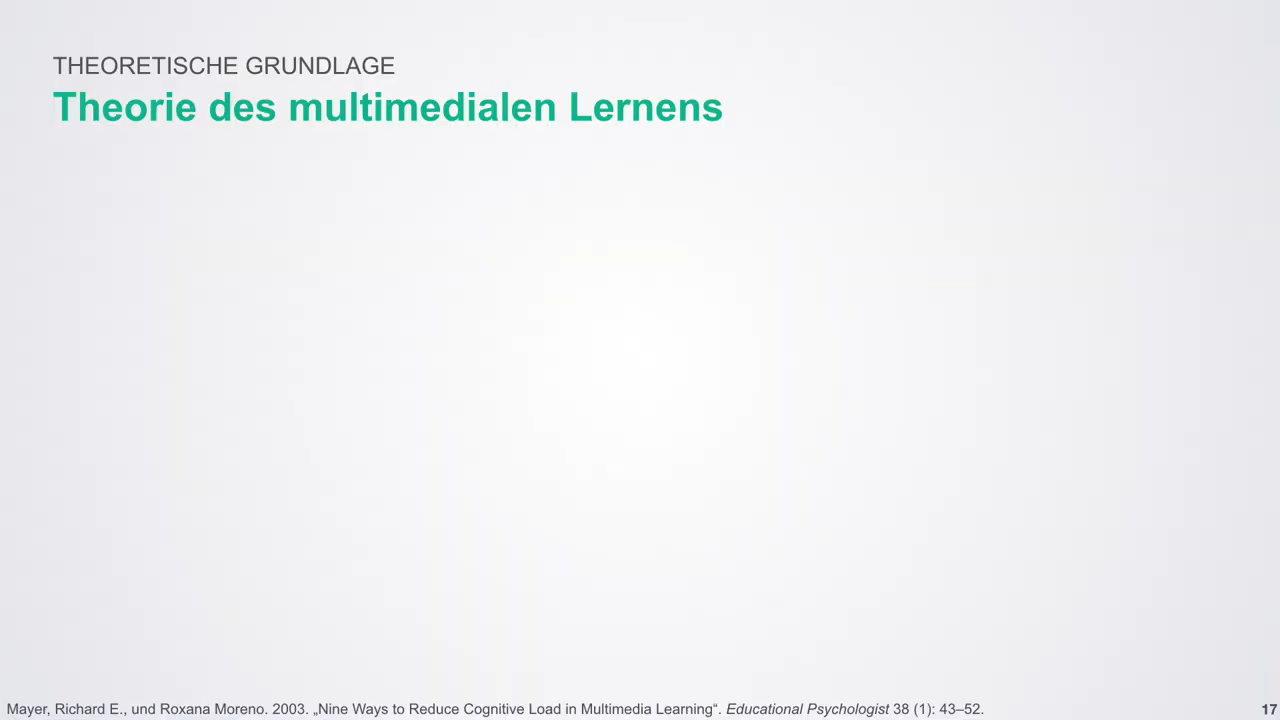 THEORETISCHE GRUNDLAGE
Theorie des multimedialen Lernens
Mayer, Richard E., und Roxana Moreno. 2003. „Nine Ways to Reduce Cognitive Load in Multimedia Learning“. Educational Psychologist 38 (1): 43–52.
17